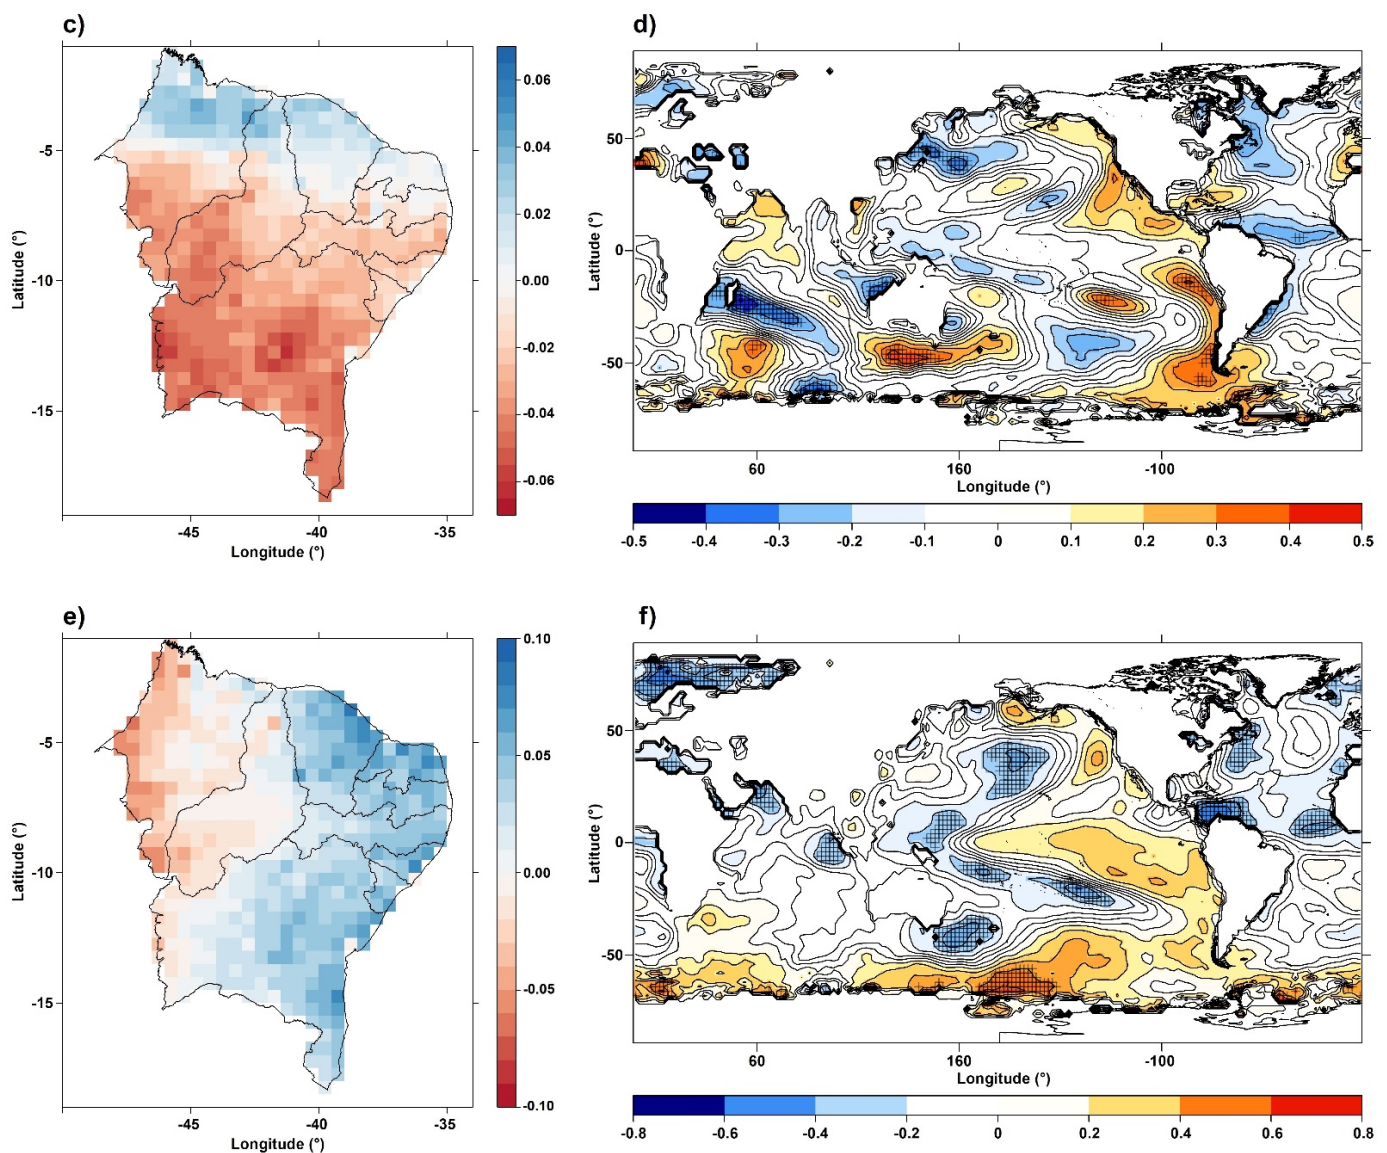 c)
d)
Latitude (°)
-5
-10
-15
-45
-40
-35
Longitude (°)
0.06
0.04
0.02
0.00
-0.02
-0.04
-0.06
Latitude (°)
50
0
-50
60
160
-100
Longitude (°)
-0.5 -0.4 -0.3 -0.2 -0.1 0 0.1 0.2 0.3 0.4 0.5
e)
f)
Latitude (°)
-5
-10
-15
-45
-40
-35
Longitude (°)
0.10
0.05
0.00
-0.05
-0.10
Latitude (°)
50
0
-50
60
160
-100
Longitude (°)
-0.8 -0.6 -0.4 -0.2 0 0.2 0.4 0.6 0.8